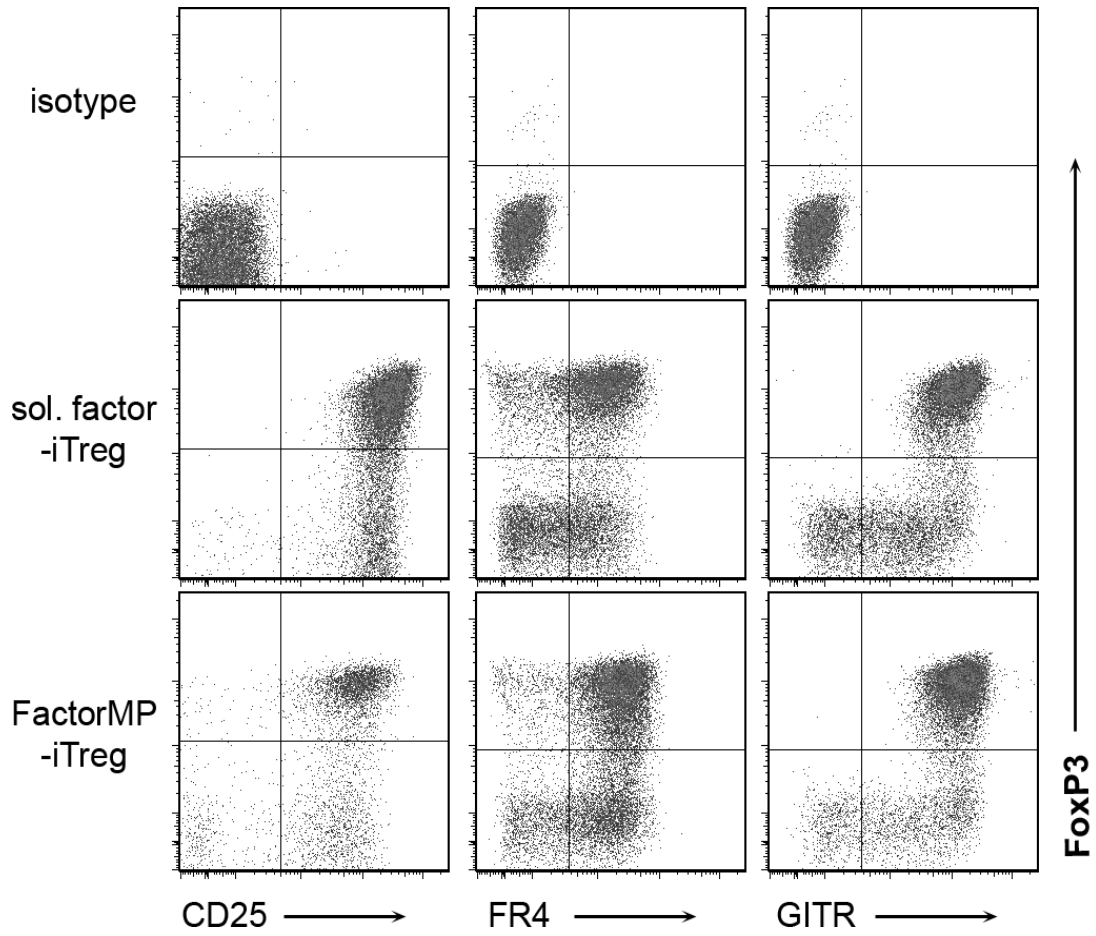 isotype
sol. factor
-iTreg
FactorMP
-iTreg
CD25
FR4
GITR
FoxP3